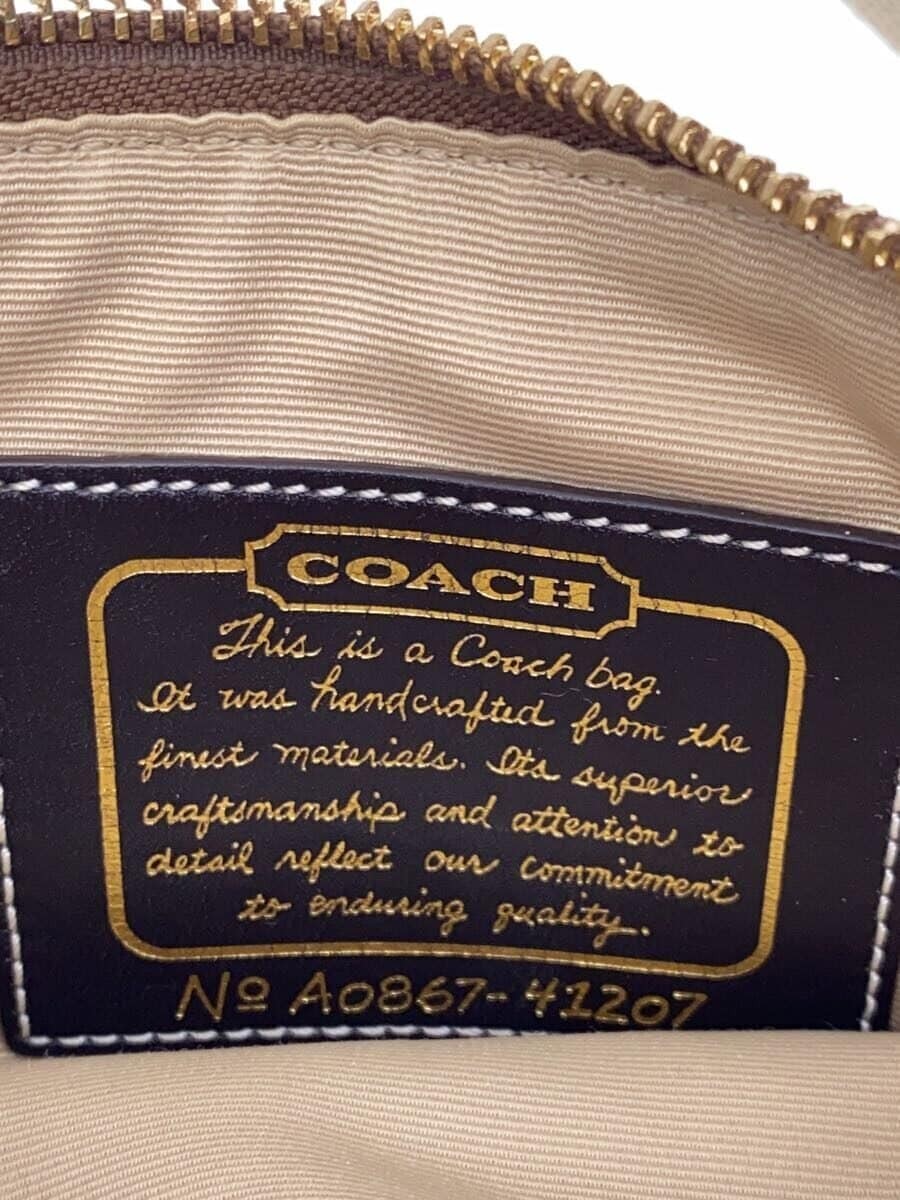 COACH
This is a Coach bag.
It was handcrafted from the
finest materials. Its superior
craftsmanship and attention to
detail reflect our commitment
to enduring quality.
Nº A0867-41207